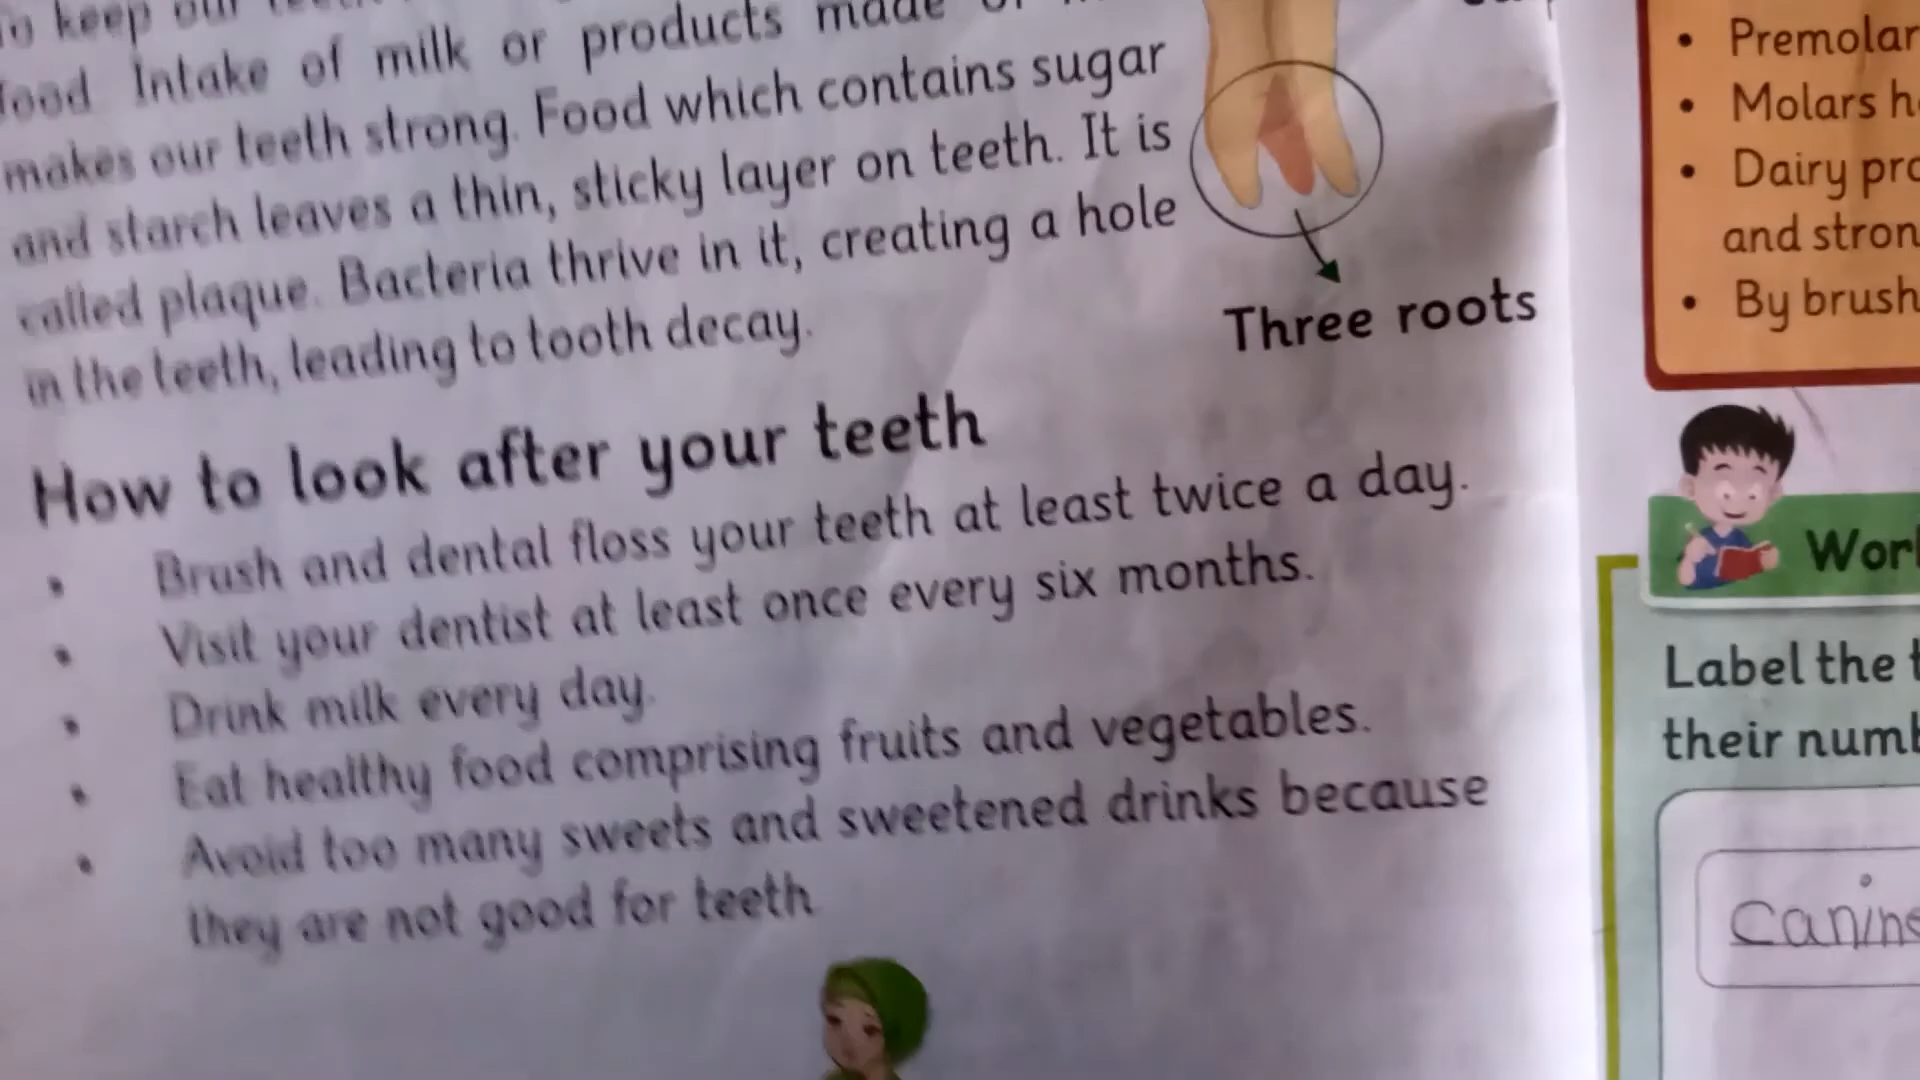 To keep our teeth
food. Intake of milk or products made of
makes our teeth strong. Food which contains sugar
and starch leaves a thin, sticky layer on teeth. It is
called plaque. Bacteria thrive in it, creating a hole
in the teeth, leading to tooth decay.
Three roots
How to look after your teeth
• Brush and dental floss your teeth at least twice a day.
• Visit your dentist at least once every six months.
• Drink milk every day.
• Eat healthy food comprising fruits and vegetables.
• Avoid too many sweets and sweetened drinks because
they are not good for teeth
• Premolar
• Molars
• Dairy
and
• By brush
Label the
their
Canine